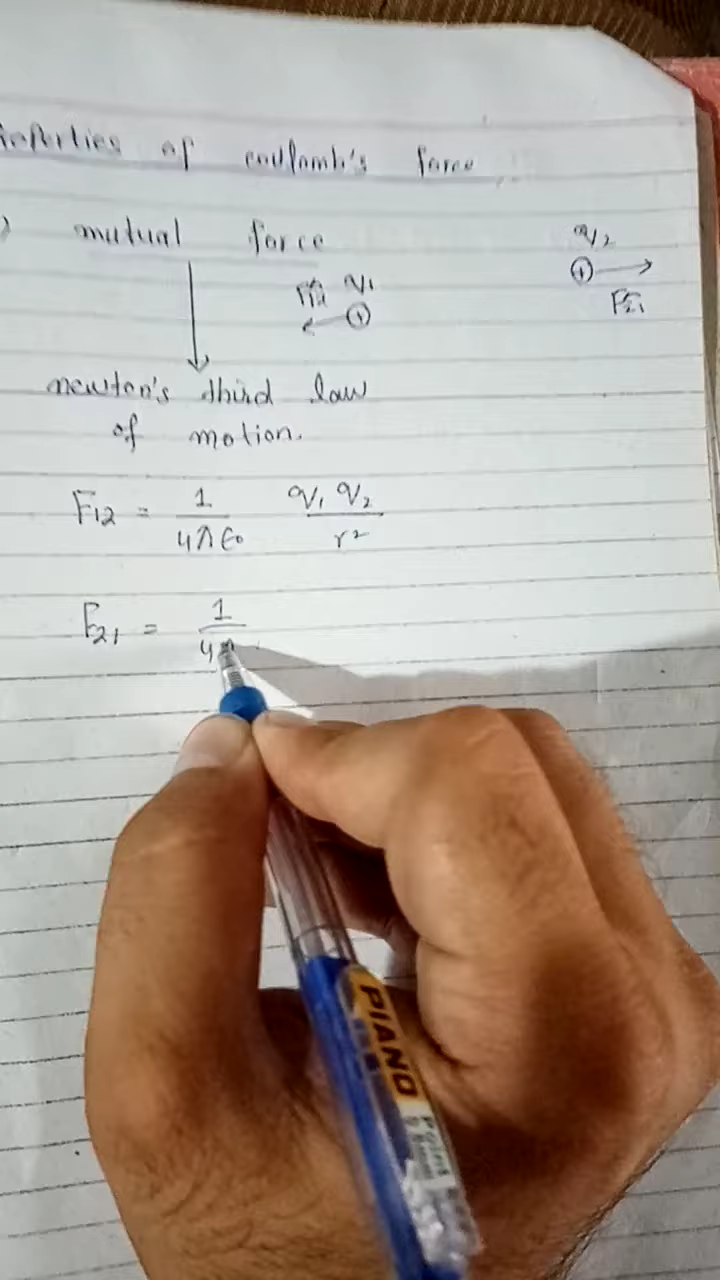 of coulomb's force
mutual force
q2
F12 q1
F21
newton's third law
of motion.
F12 = 1 / 4πε0 q1 q2 / r²
F21 = 1 / 4π
PIANO